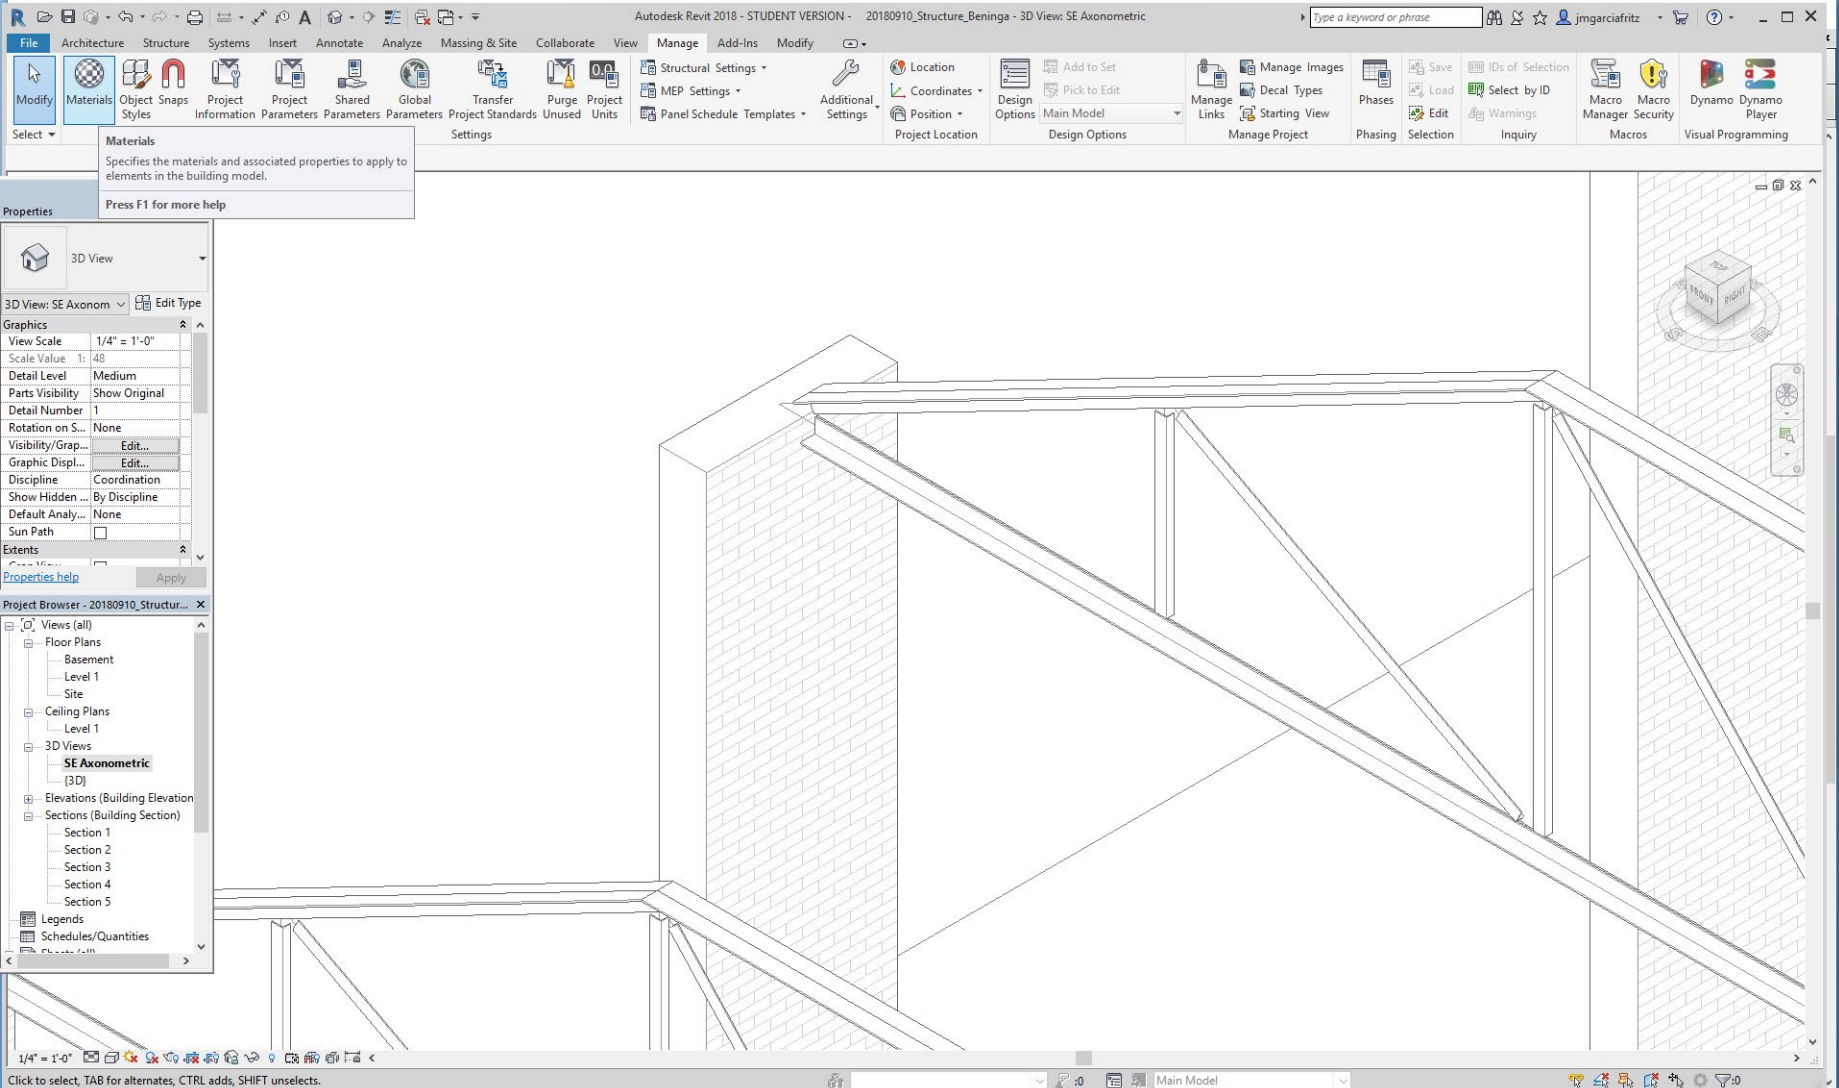 Autodesk Revit 2018 - STUDENT VERSION - 20180910_Structure_Beninga - 3D View: SE Axonometric
Type a keyword or phrase
jmgarciafritz
File Architecture Structure Systems Insert Annotate Analyze Massing & Site Collaborate View Manage Add-Ins Modify
Modify
Materials
Object Styles
Snaps
Project Information
Project Parameters
Shared Parameters
Global Parameters
Transfer Project Standards
Purge Unused
Project Units
Structural Settings
MEP Settings
Panel Schedule Templates
Additional Settings
Location
Coordinates
Position
Design Options
Add to Set
Pick to Edit
Main Model
Manage Links
Manage Images
Decal Types
Starting View
Phases
Save
Load
Edit
IDs of Selection
Select by ID
Warnings
Macro Manager
Macro Security
Dynamo
Dynamo Player
Select
Settings
Project Location
Design Options
Manage Project
Phasing
Selection
Inquiry
Macros
Visual Programming
Materials
Specifies the materials and associated properties to apply to
elements in the building model.
Press F1 for more help
Properties
3D View
3D View: SE Axonom
Edit Type
Graphics
View Scale 1/4" = 1'-0"
Scale Value 1: 48
Detail Level Medium
Parts Visibility Show Original
Detail Number 1
Rotation on S... None
Visibility/Grap... Edit...
Graphic Displ... Edit...
Discipline Coordination
Show Hidden ... By Discipline
Default Analy... None
Sun Path
Extents
Properties help
Apply
Project Browser - 20180910_Structur...
Views (all)
Floor Plans
Basement
Level 1
Site
Ceiling Plans
Level 1
3D Views
SE Axonometric
{3D}
Elevations (Building Elevation
Sections (Building Section)
Section 1
Section 2
Section 3
Section 4
Section 5
Legends
Schedules/Quantities
TOP
FRONT
RIGHT
1/4" = 1'-0"
Click to select, TAB for alternates, CTRL adds, SHIFT unselects.
:0
Main Model
:0